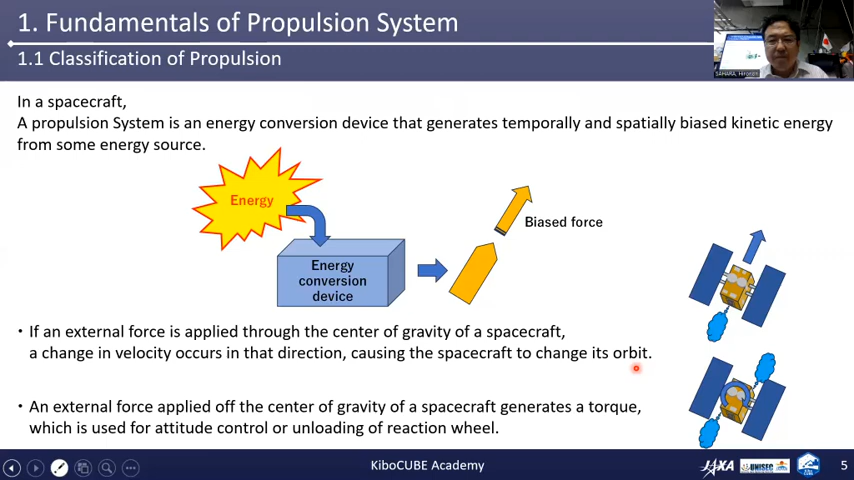 1. Fundamentals of Propulsion System
1.1 Classification of Propulsion
SAHARA, Hironori
In a spacecraft,
A propulsion System is an energy conversion device that generates temporally and spatially biased kinetic energy
from some energy source.
Energy
Biased force
Energy
conversion
device
・If an external force is applied through the center of gravity of a spacecraft,
a change in velocity occurs in that direction, causing the spacecraft to change its orbit.
・An external force applied off the center of gravity of a spacecraft generates a torque,
which is used for attitude control or unloading of reaction wheel.
KiboCUBE Academy
JAXA
UNISEC
5